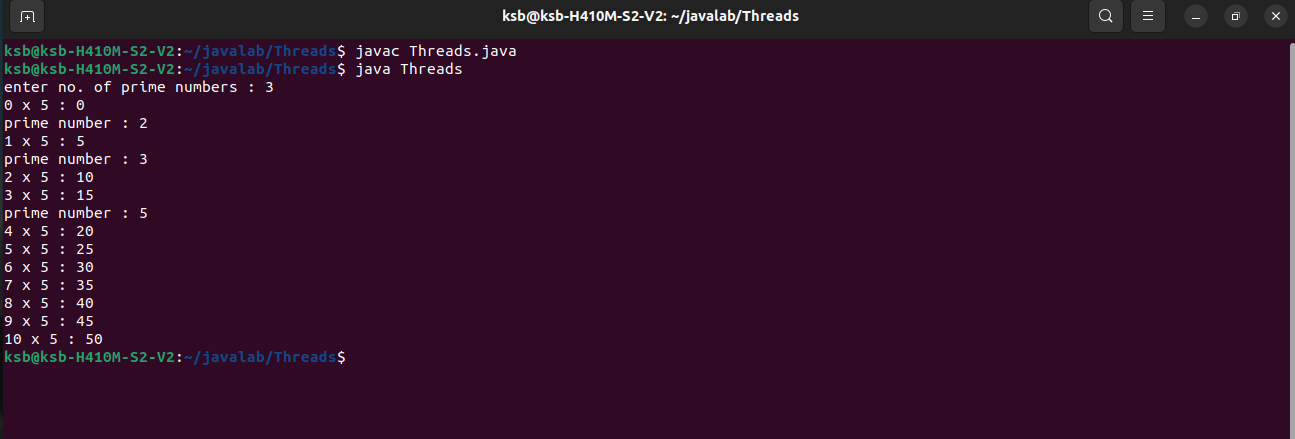 ksb@ksb-H410M-S2-V2: ~/javalab/Threads
ksb@ksb-H410M-S2-V2:~/javalab/Threads$ javac Threads.java
ksb@ksb-H410M-S2-V2:~/javalab/Threads$ java Threads
enter no. of prime numbers : 3
0 x 5 : 0
prime number : 2
1 x 5 : 5
prime number : 3
2 x 5 : 10
3 x 5 : 15
prime number : 5
4 x 5 : 20
5 x 5 : 25
6 x 5 : 30
7 x 5 : 35
8 x 5 : 40
9 x 5 : 45
10 x 5 : 50
ksb@ksb-H410M-S2-V2:~/javalab/Threads$